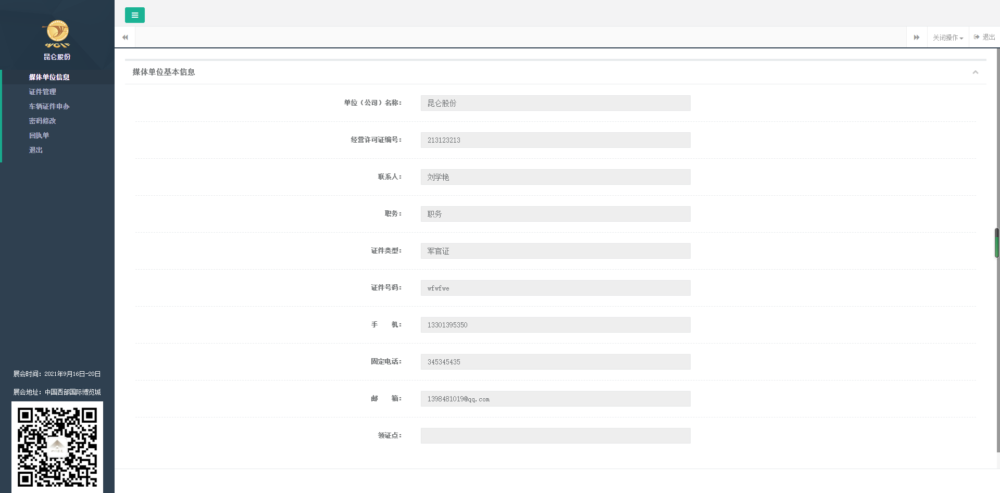 WCIF
昆仑股份
媒体单位信息
证件管理
车辆证件申办
密码修改
回执单
退出
展会时间：2021年9月16日-20日
展会地址：中国西部国际博览城
关闭操作
退出
媒体单位基本信息
单位（公司）名称： 昆仑股份
经营许可证编号： 213123213
联系人： 刘学艳
职务： 职务
证件类型： 军官证
证件号码： wfwfwe
手　　机： 13301395350
固定电话： 345345435
邮　　箱： 1398481019@qq.com
领证点：